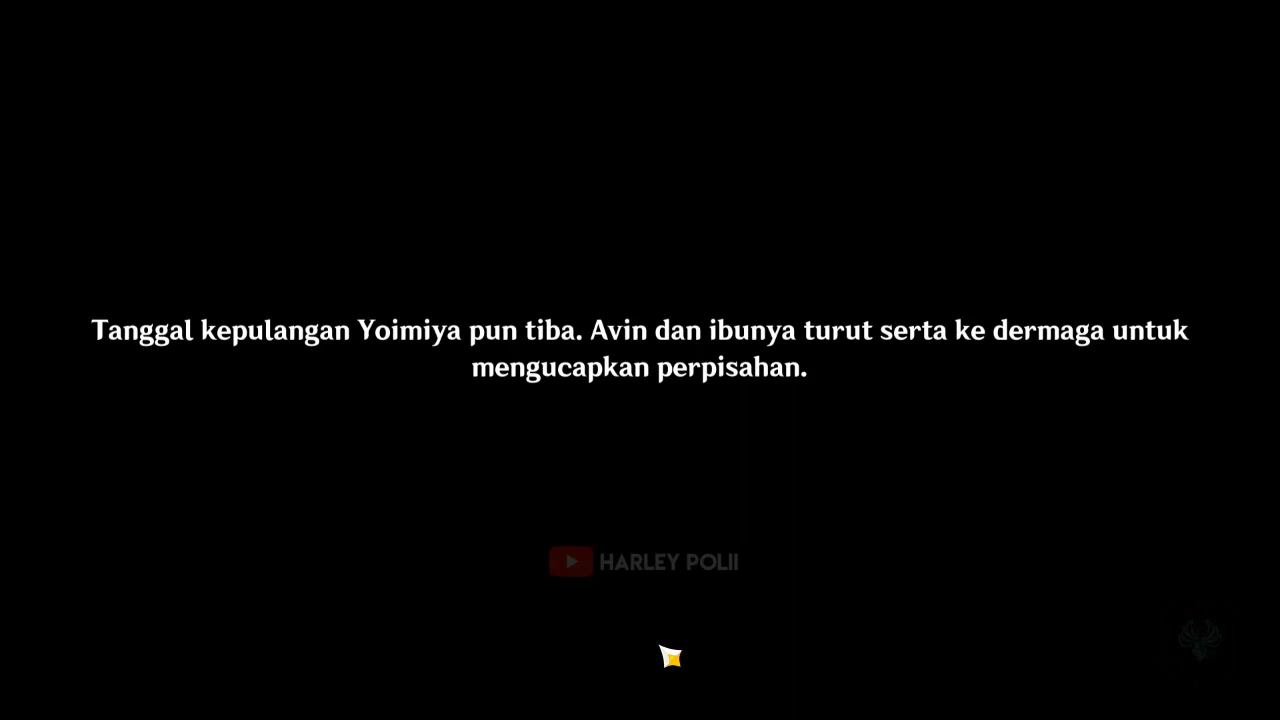 Tanggal kepulangan Yoimiya pun tiba. Avin dan ibunya turut serta ke dermaga untuk
mengucapkan perpisahan.
HARLEY POLII